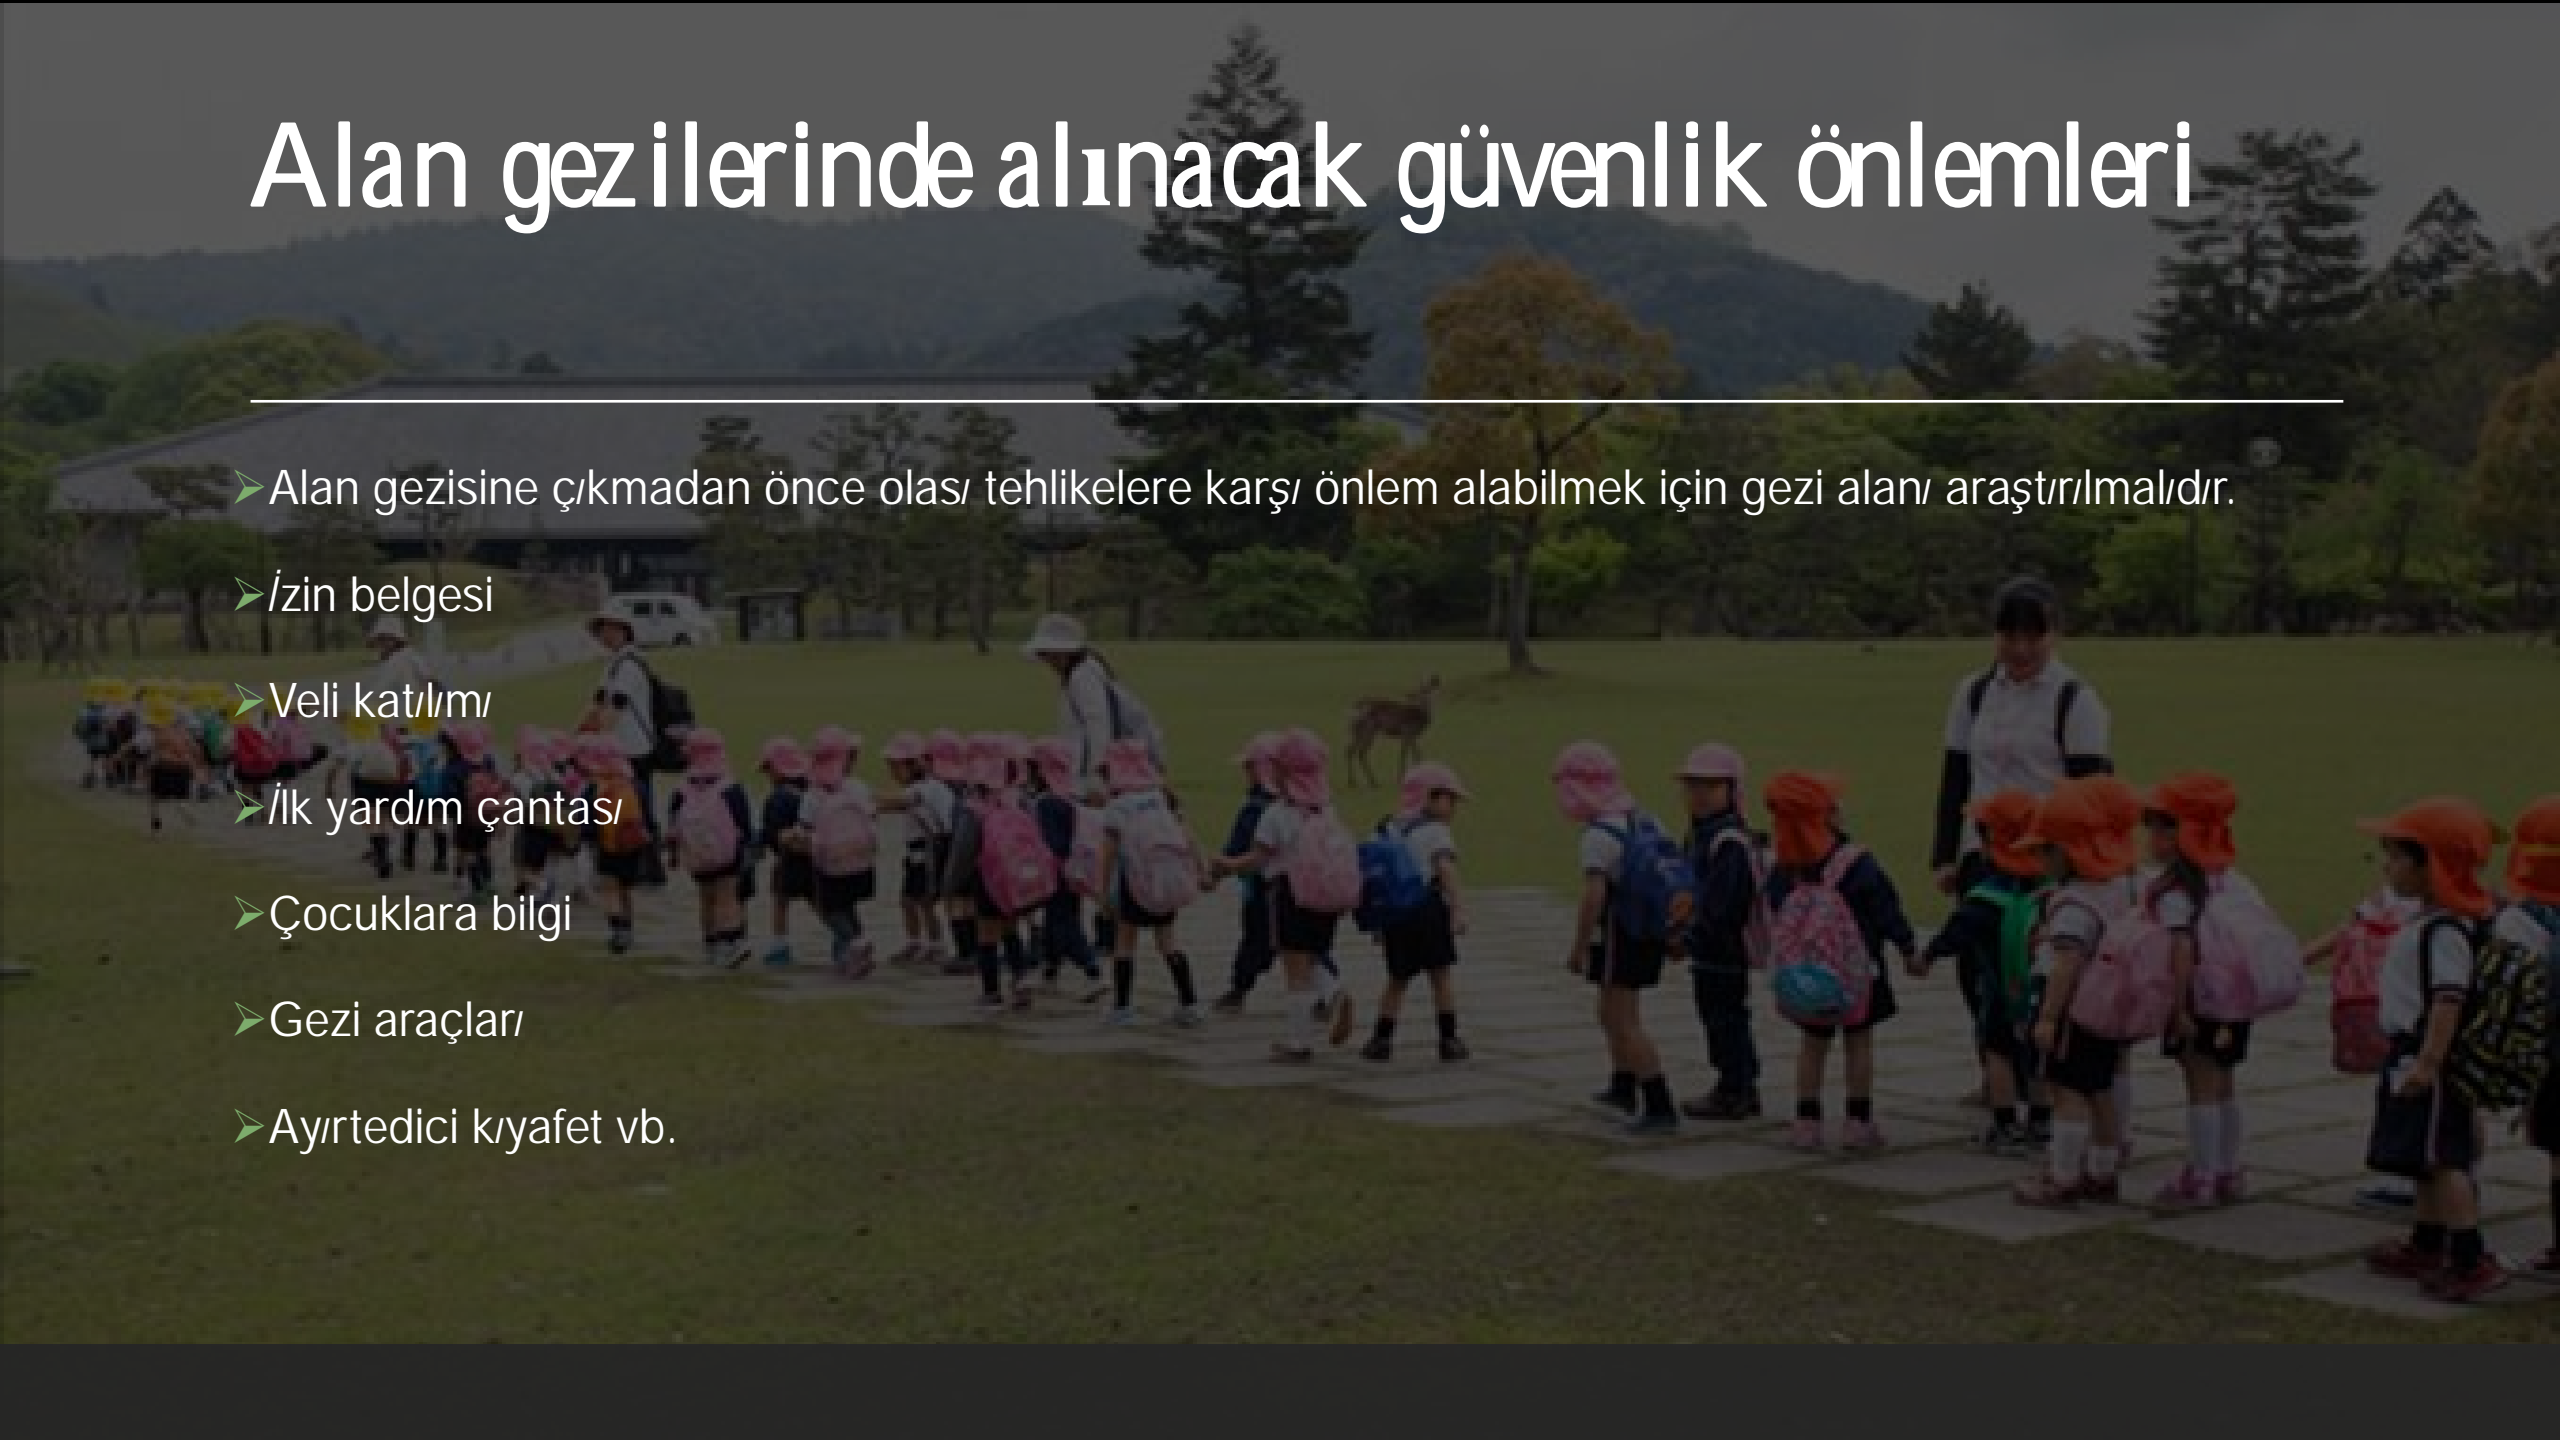 Alan gezilerinde alınacak güvenlik önlemleri
➢Alan gezisine çıkmadan önce olası tehlikelere karşı önlem alabilmek için gezi alanı araştırılmalıdır.
➢İzin belgesi
➢Veli katılımı
➢İlk yardım çantası
➢Çocuklara bilgi
➢Gezi araçları
➢Ayırtedici kıyafet vb.